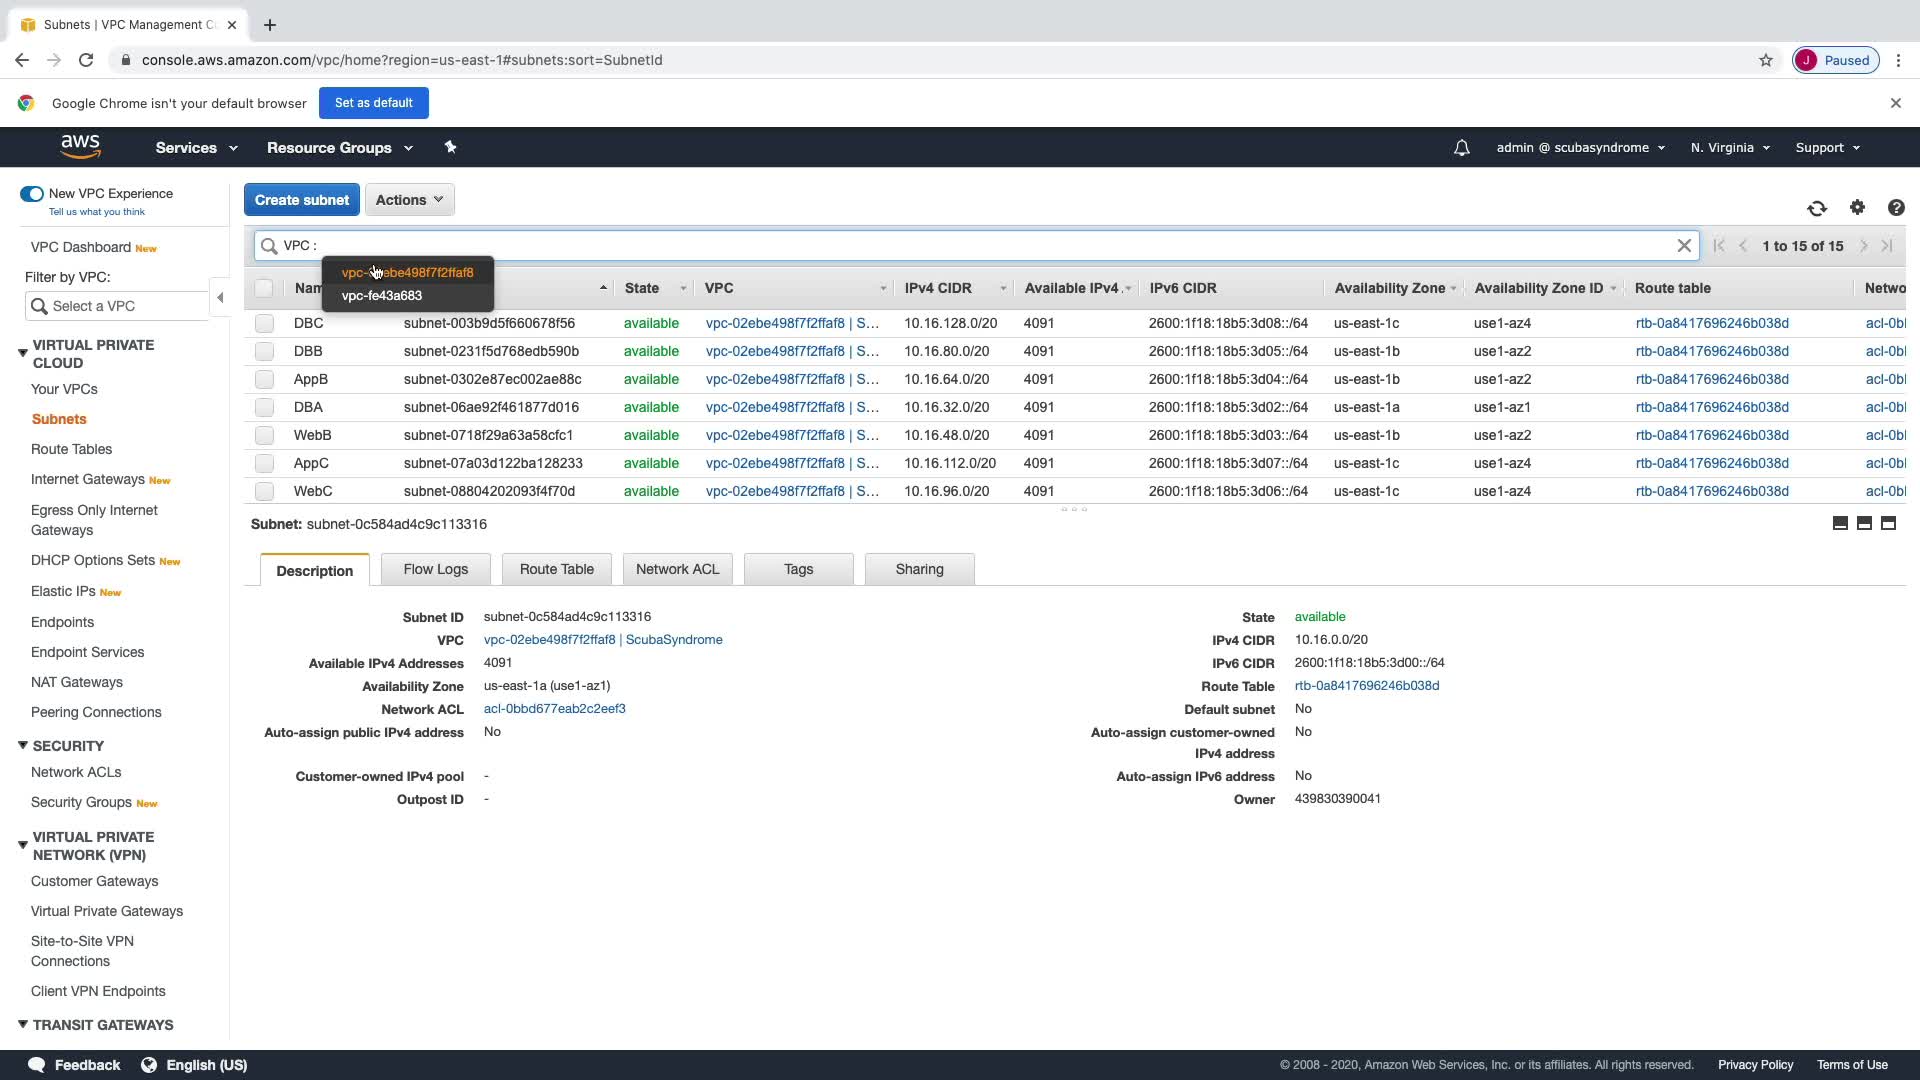 Subnets | VPC Management C
console.aws.amazon.com/vpc/home?region=us-east-1#subnets:sort=SubnetId
J Paused
Google Chrome isn't your default browser
Set as default
aws
Services
Resource Groups
admin @ scubasyndrome
N. Virginia
Support
New VPC Experience
Tell us what you think
VPC Dashboard New
Filter by VPC:
Select a VPC
VIRTUAL PRIVATE
CLOUD
Your VPCs
Subnets
Route Tables
Internet Gateways New
Egress Only Internet
Gateways
DHCP Options Sets New
Elastic IPs New
Endpoints
Endpoint Services
NAT Gateways
Peering Connections
SECURITY
Network ACLs
Security Groups New
VIRTUAL PRIVATE
NETWORK (VPN)
Customer Gateways
Virtual Private Gateways
Site-to-Site VPN
Connections
Client VPN Endpoints
TRANSIT GATEWAYS
Create subnet
Actions
VPC :
1 to 15 of 15
vpc-02ebe498f7f2ffaf8
vpc-fe43a683
Nam State VPC IPv4 CIDR Available IPv4 . IPv6 CIDR Availability Zone Availability Zone ID Route table Netwo
DBC subnet-003b9d5f660678f56 available vpc-02ebe498f7f2ffaf8 | S... 10.16.128.0/20 4091 2600:1f18:18b5:3d08::/64 us-east-1c use1-az4 rtb-0a8417696246b038d acl-0bl
DBB subnet-0231f5d768edb590b available vpc-02ebe498f7f2ffaf8 | S... 10.16.80.0/20 4091 2600:1f18:18b5:3d05::/64 us-east-1b use1-az2 rtb-0a8417696246b038d acl-0bl
AppB subnet-0302e87ec002ae88c available vpc-02ebe498f7f2ffaf8 | S... 10.16.64.0/20 4091 2600:1f18:18b5:3d04::/64 us-east-1b use1-az2 rtb-0a8417696246b038d acl-0bl
DBA subnet-06ae92f461877d016 available vpc-02ebe498f7f2ffaf8 | S... 10.16.32.0/20 4091 2600:1f18:18b5:3d02::/64 us-east-1a use1-az1 rtb-0a8417696246b038d acl-0bl
WebB subnet-0718f29a63a58cfc1 available vpc-02ebe498f7f2ffaf8 | S... 10.16.48.0/20 4091 2600:1f18:18b5:3d03::/64 us-east-1b use1-az2 rtb-0a8417696246b038d acl-0bl
AppC subnet-07a03d122ba128233 available vpc-02ebe498f7f2ffaf8 | S... 10.16.112.0/20 4091 2600:1f18:18b5:3d07::/64 us-east-1c use1-az4 rtb-0a8417696246b038d acl-0bl
WebC subnet-08804202093f4f70d available vpc-02ebe498f7f2ffaf8 | S... 10.16.96.0/20 4091 2600:1f18:18b5:3d06::/64 us-east-1c use1-az4 rtb-0a8417696246b038d acl-0bl
Subnet: subnet-0c584ad4c9c113316
Description Flow Logs Route Table Network ACL Tags Sharing
Subnet ID subnet-0c584ad4c9c113316
VPC vpc-02ebe498f7f2ffaf8 | ScubaSyndrome
Available IPv4 Addresses 4091
Availability Zone us-east-1a (use1-az1)
Network ACL acl-0bbd677eab2c2eef3
Auto-assign public IPv4 address No
Customer-owned IPv4 pool -
Outpost ID -
State available
IPv4 CIDR 10.16.0.0/20
IPv6 CIDR 2600:1f18:18b5:3d00::/64
Route Table rtb-0a8417696246b038d
Default subnet No
Auto-assign customer-owned No
IPv4 address
Auto-assign IPv6 address No
Owner 439830390041
Feedback English (US)
© 2008 - 2020, Amazon Web Services, Inc. or its affiliates. All rights reserved. Privacy Policy Terms of Use